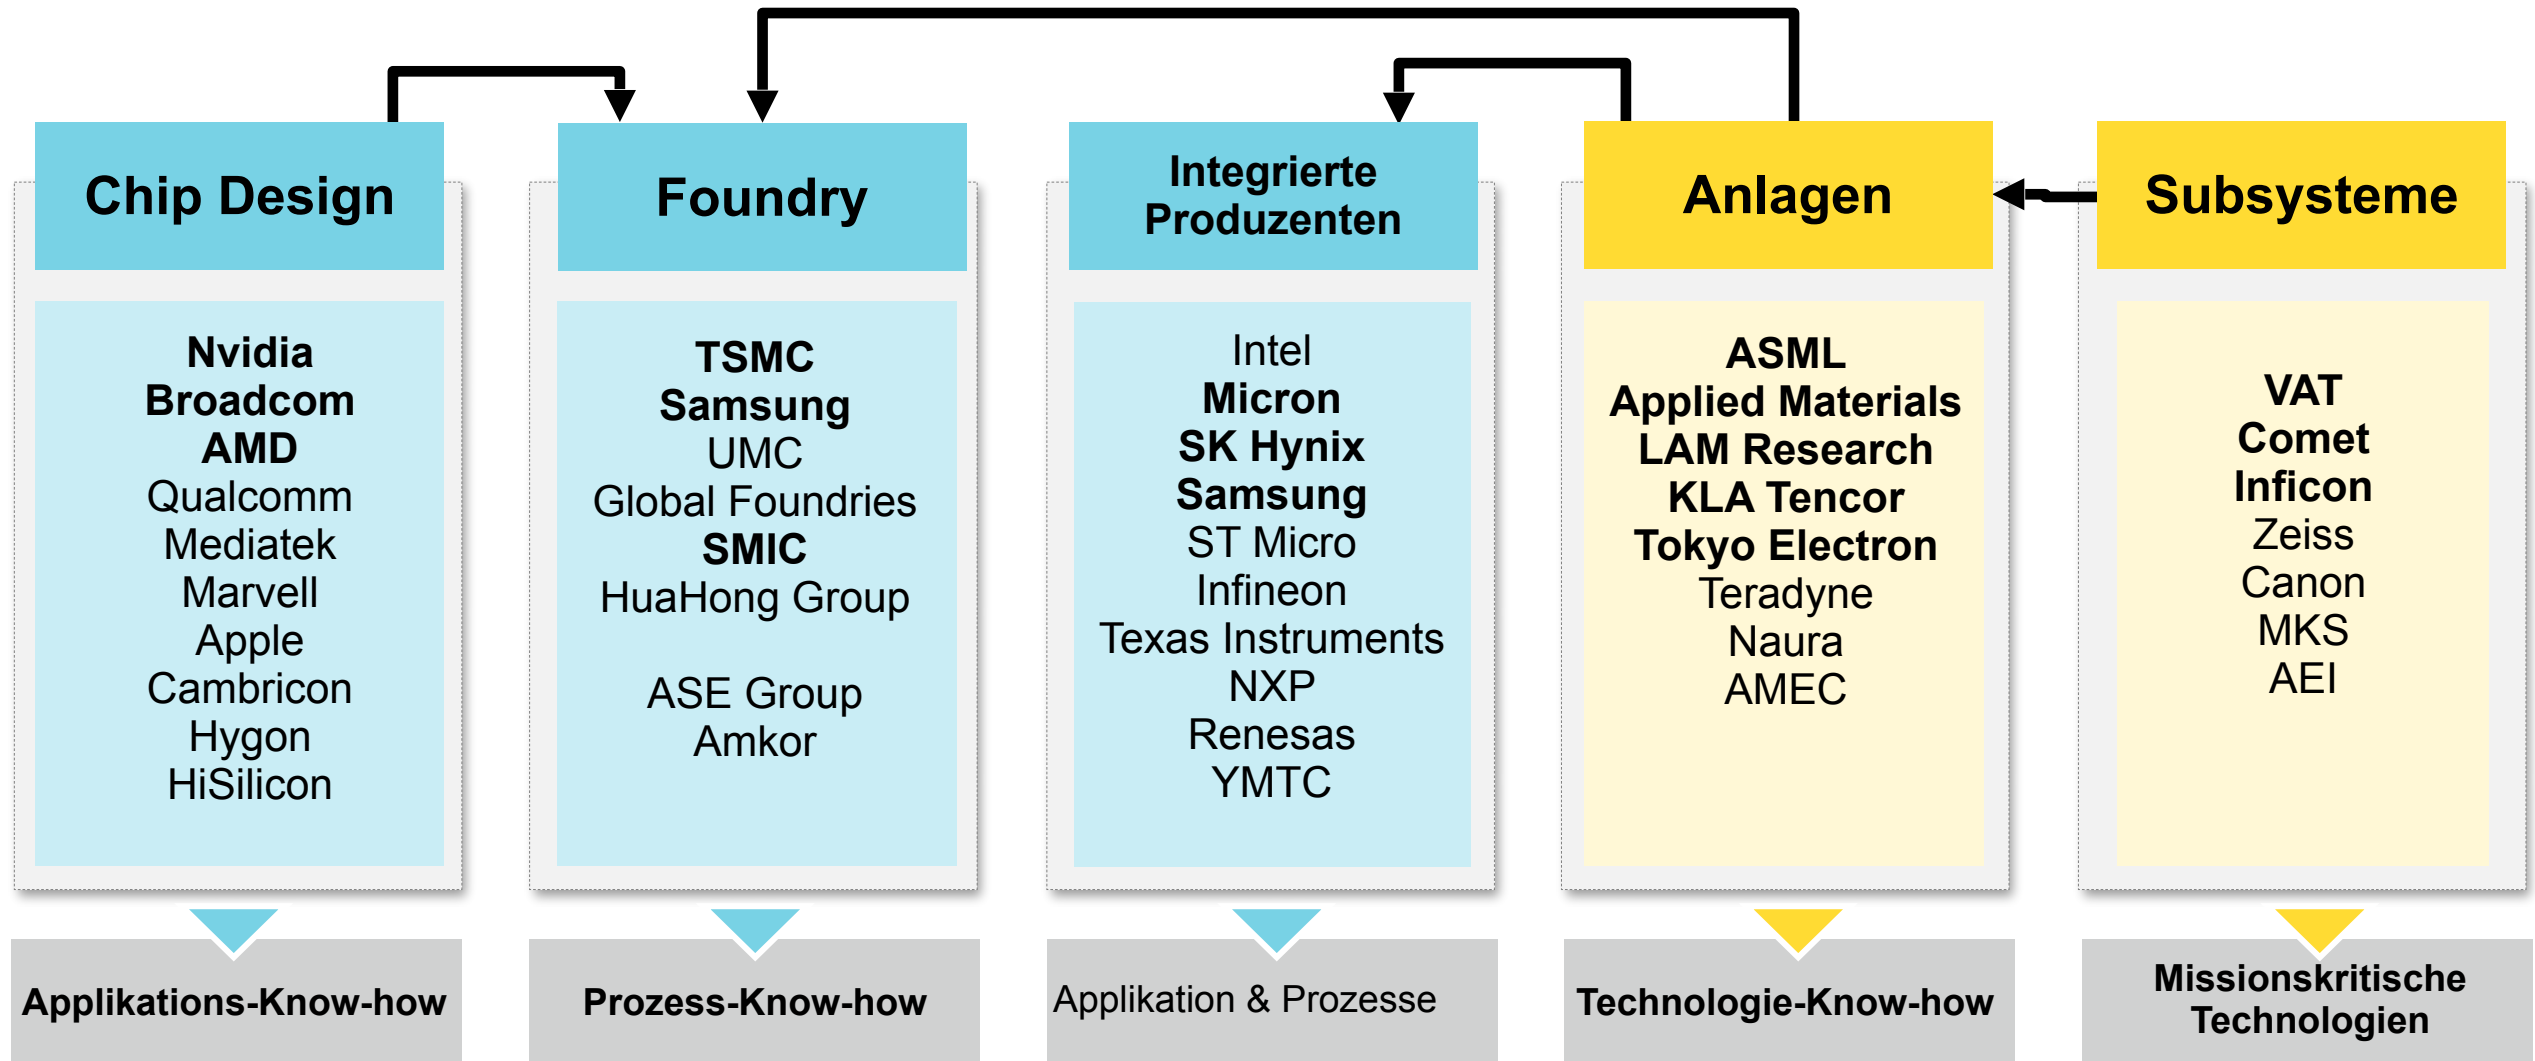 Chip Design
Nvidia
Broadcom
AMD
Qualcomm
Mediatek
Marvell
Apple
Cambricon
Hygon
HiSilicon
Applikations-Know-how
Foundry
TSMC
Samsung
UMC
Global Foundries
SMIC
HuaHong Group
ASE Group
Amkor
Prozess-Know-how
Integrierte
Produzenten
Intel
Micron
SK Hynix
Samsung
ST Micro
Infineon
Texas Instruments
NXP
Renesas
YMTC
Applikation & Prozesse
Anlagen
ASML
Applied Materials
LAM Research
KLA Tencor
Tokyo Electron
Teradyne
Naura
AMEC
Technologie-Know-how
Subsysteme
VAT
Comet
Inficon
Zeiss
Canon
MKS
AEI
Missionskritische
Technologien